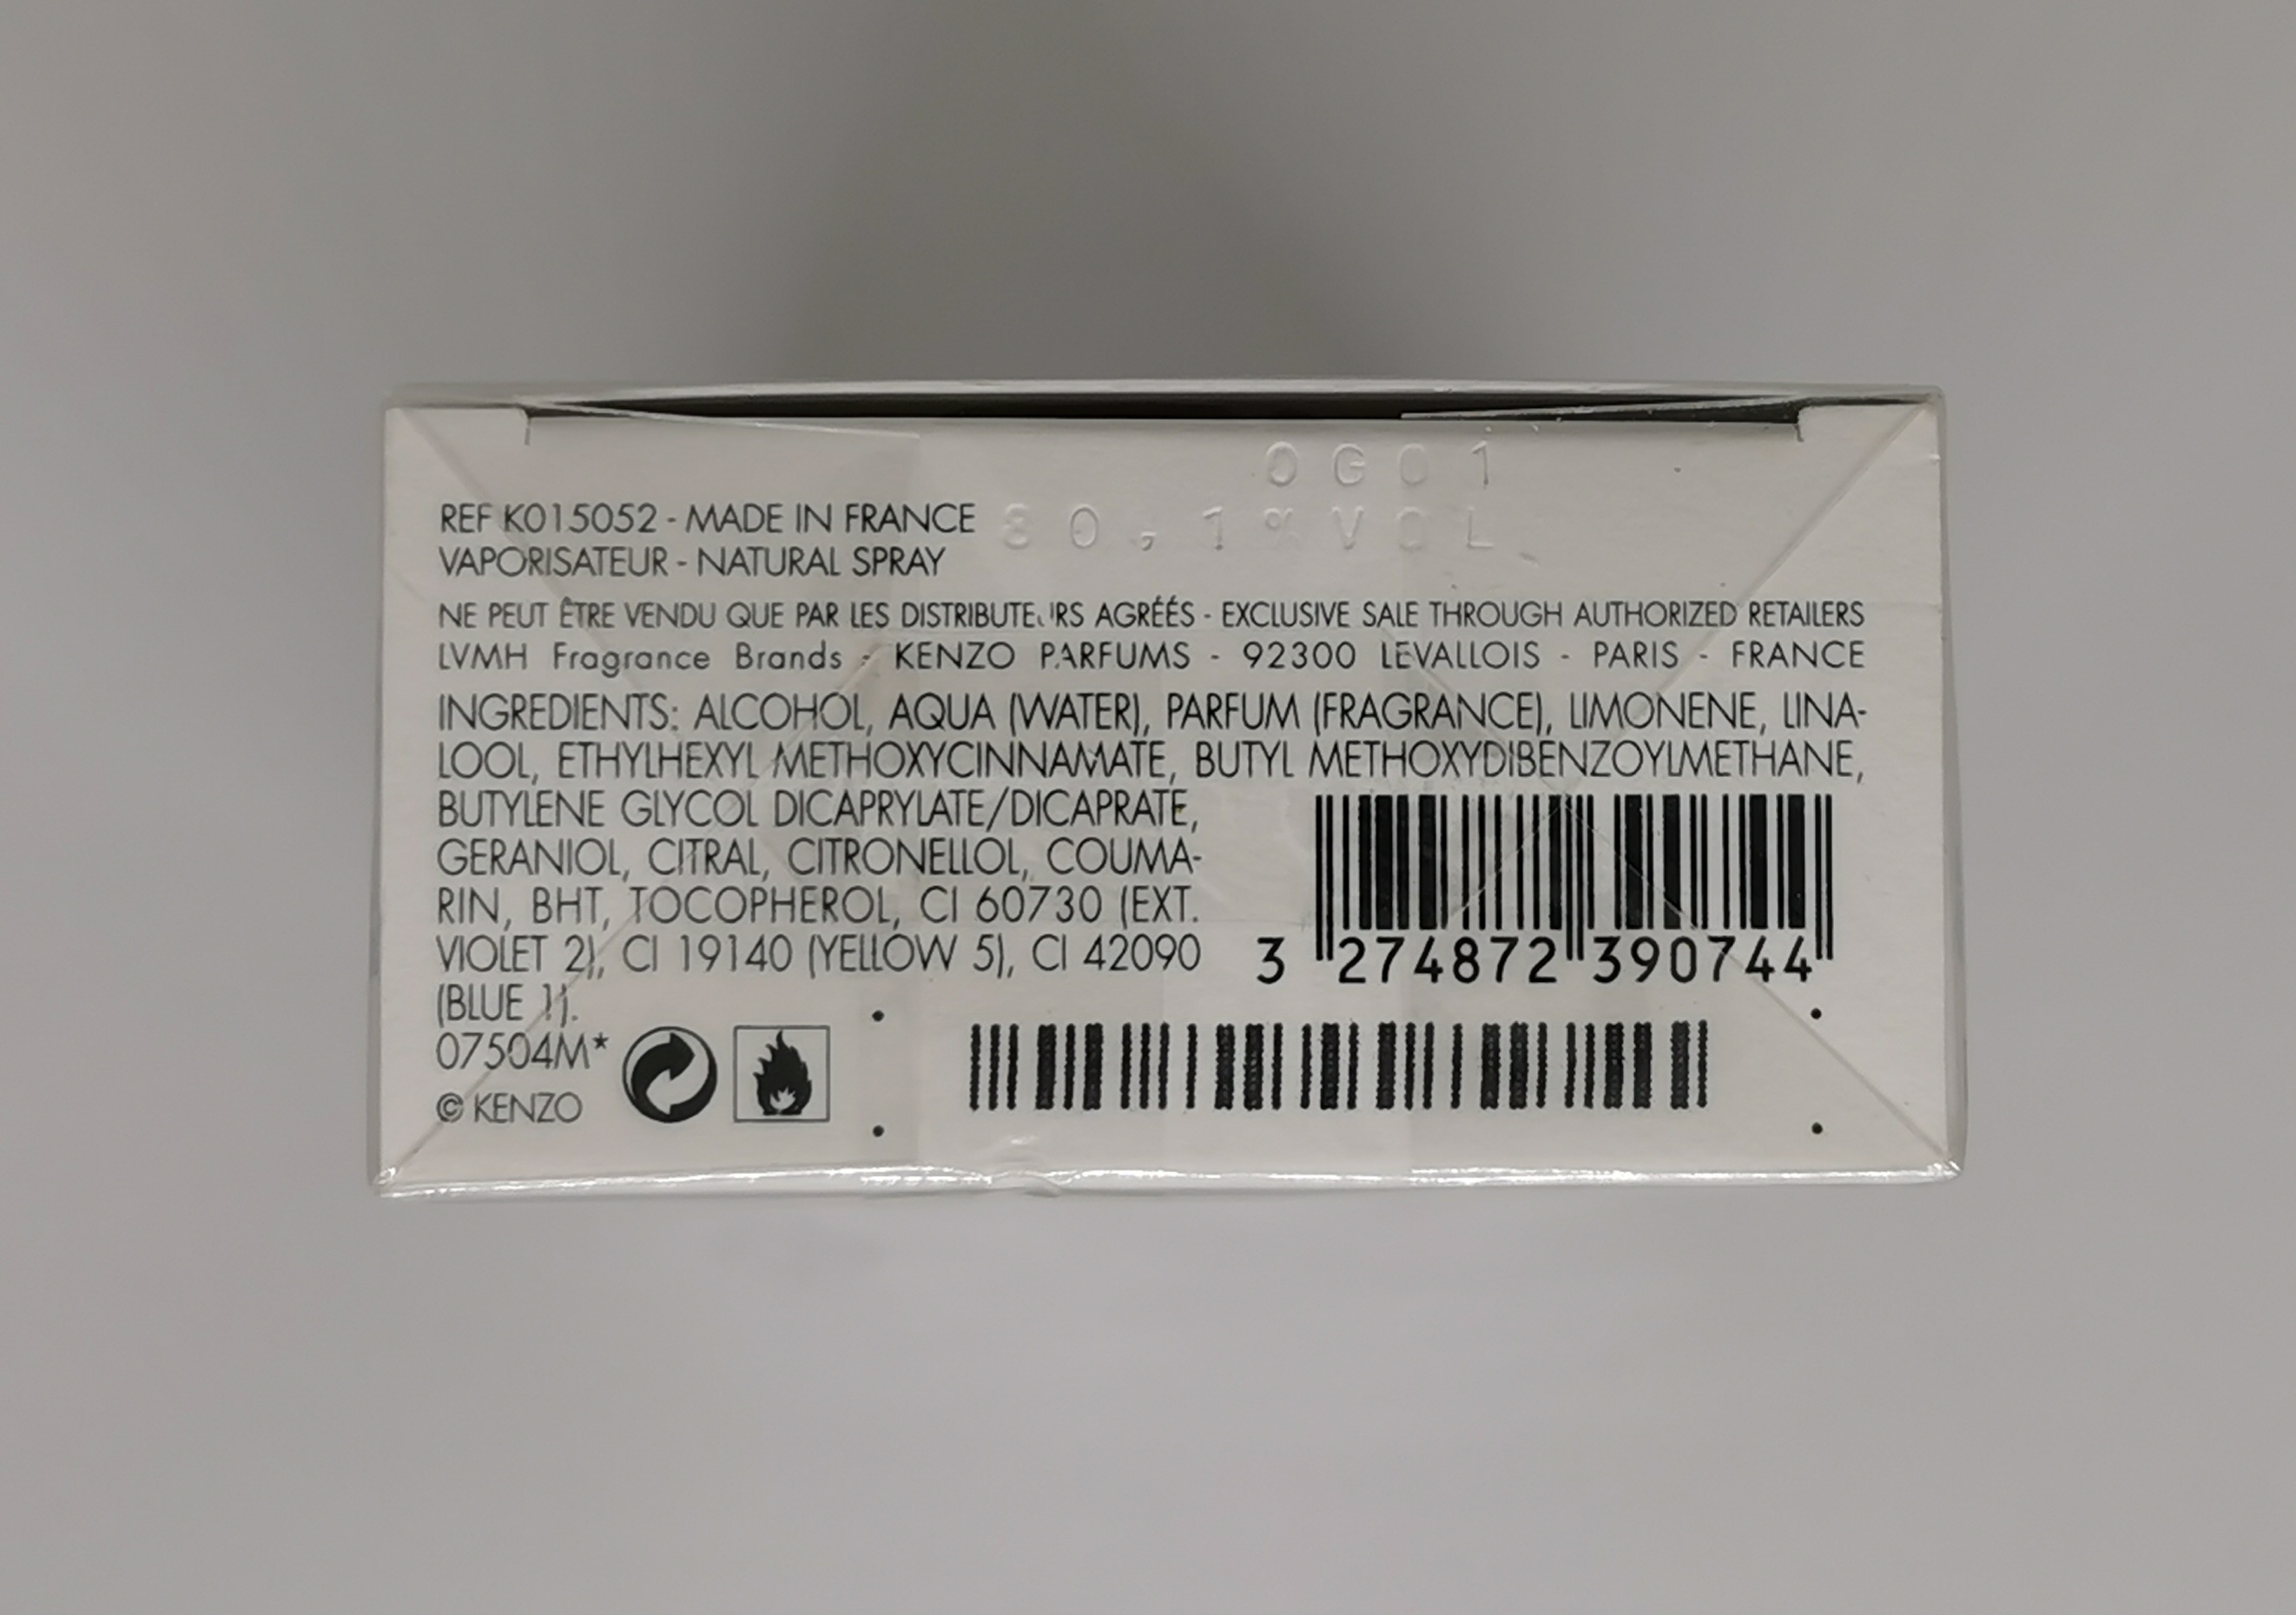 0G01
80,1%VOL
REF K015052 - MADE IN FRANCE
VAPORISATEUR - NATURAL SPRAY
NE PEUT ÊTRE VENDU QUE PAR LES DISTRIBUTEURS AGRÉÉS - EXCLUSIVE SALE THROUGH AUTHORIZED RETAILERS
LVMH Fragrance Brands - KENZO PARFUMS - 92300 LEVALLOIS - PARIS - FRANCE
INGREDIENTS: ALCOHOL, AQUA (WATER), PARFUM (FRAGRANCE), LIMONENE, LINA-
LOOL, ETHYLHEXYL METHOXYCINNAMATE, BUTYL METHOXYDIBENZOYLMETHANE,
BUTYLENE GLYCOL DICAPRYLATE/DICAPRATE,
GERANIOL, CITRAL, CITRONELLOL, COUMA-
RIN, BHT, TOCOPHEROL, CI 60730 (EXT.
VIOLET 2), CI 19140 (YELLOW 5), CI 42090
(BLUE 1).
07504M*
© KENZO
3 274872 390744